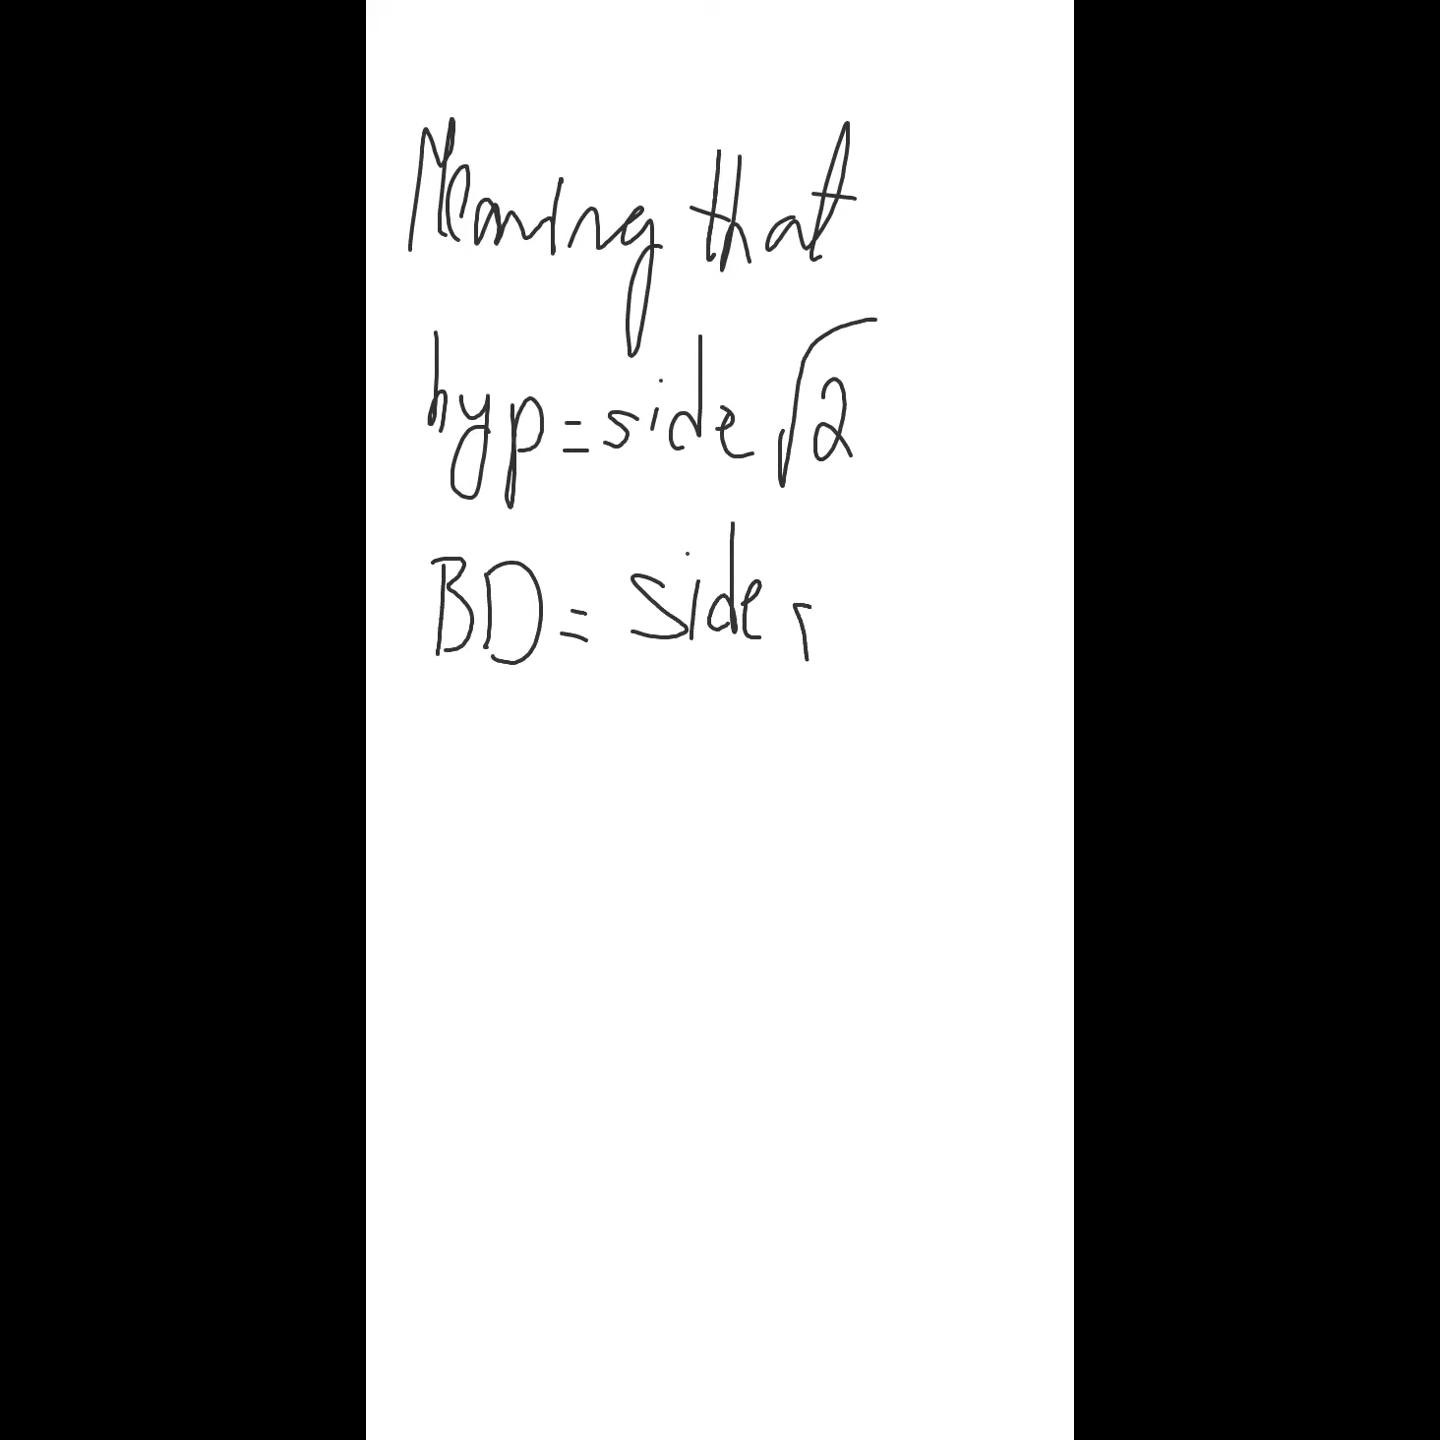 Meaning that
hyp=side √2
BD= side